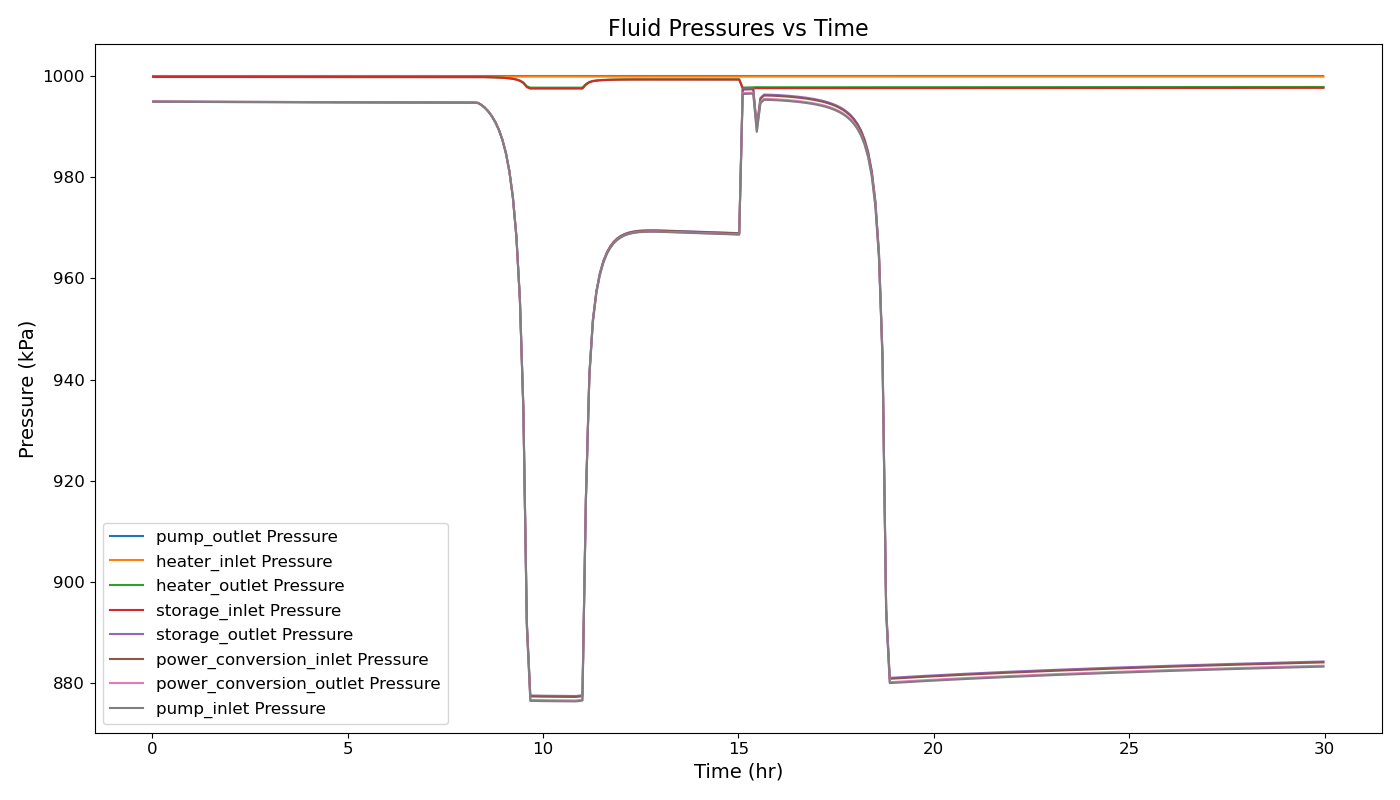 Fluid Pressures vs Time
Pressure (kPa)
1000
980
960
940
920
900
880
pump_outlet Pressure
heater_inlet Pressure
heater_outlet Pressure
storage_inlet Pressure
storage_outlet Pressure
power_conversion_inlet Pressure
power_conversion_outlet Pressure
pump_inlet Pressure
0 5 10 15 20 25 30
Time (hr)